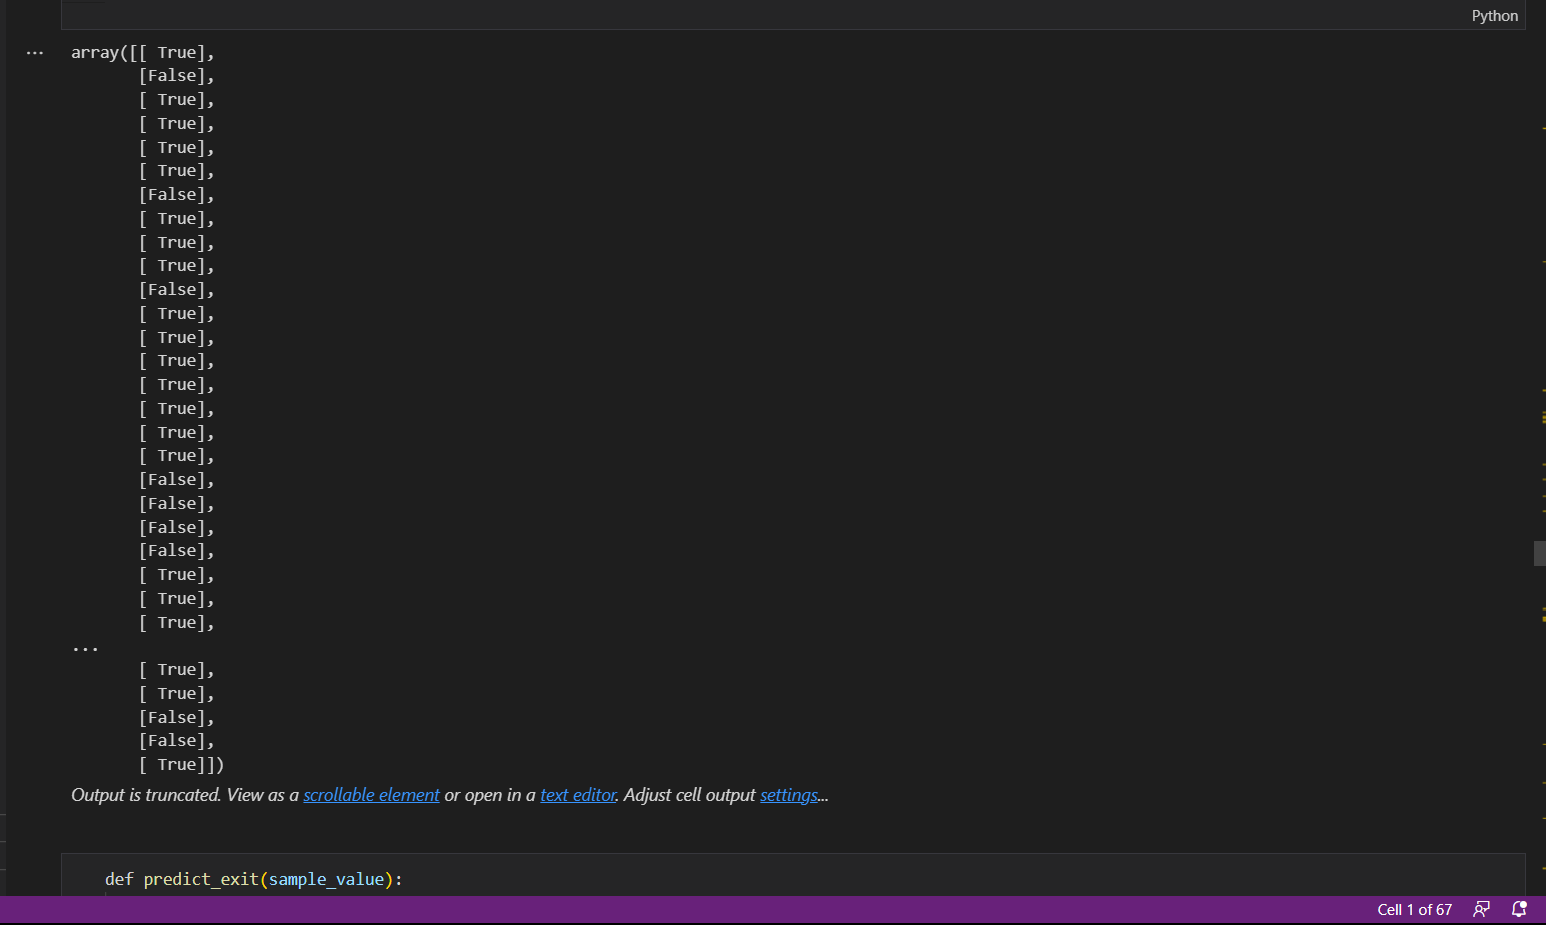 Python
... array([[ True],
[False],
[ True],
[ True],
[ True],
[ True],
[False],
[ True],
[ True],
[ True],
[False],
[ True],
[ True],
[ True],
[ True],
[ True],
[ True],
[ True],
[False],
[False],
[False],
[False],
[ True],
[ True],
[ True],
...
[ True],
[ True],
[False],
[False],
[ True]])
Output is truncated. View as a scrollable element or open in a text editor. Adjust cell output settings...
def predict_exit(sample_value):
Cell 1 of 67